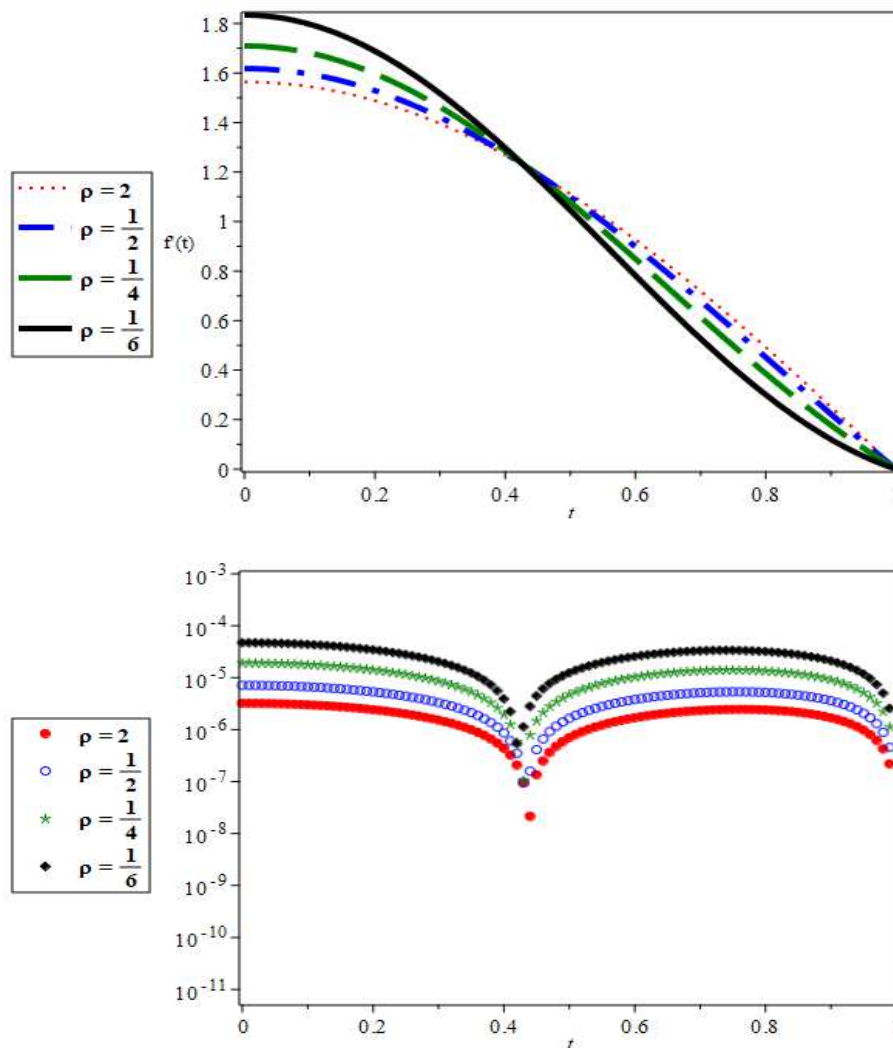 1.8
1.6
1.4
1.2
1
0.8
0.6
0.4
0.2
0
f'(t)
ρ = 2
ρ = 1/2
ρ = 1/4
ρ = 1/6
0 0.2 0.4 0.6 0.8
t
10^-3
10^-4
10^-5
10^-6
10^-7
10^-8
10^-9
10^-10
10^-11
ρ = 2
ρ = 1/2
ρ = 1/4
ρ = 1/6
0 0.2 0.4 0.6 0.8
t